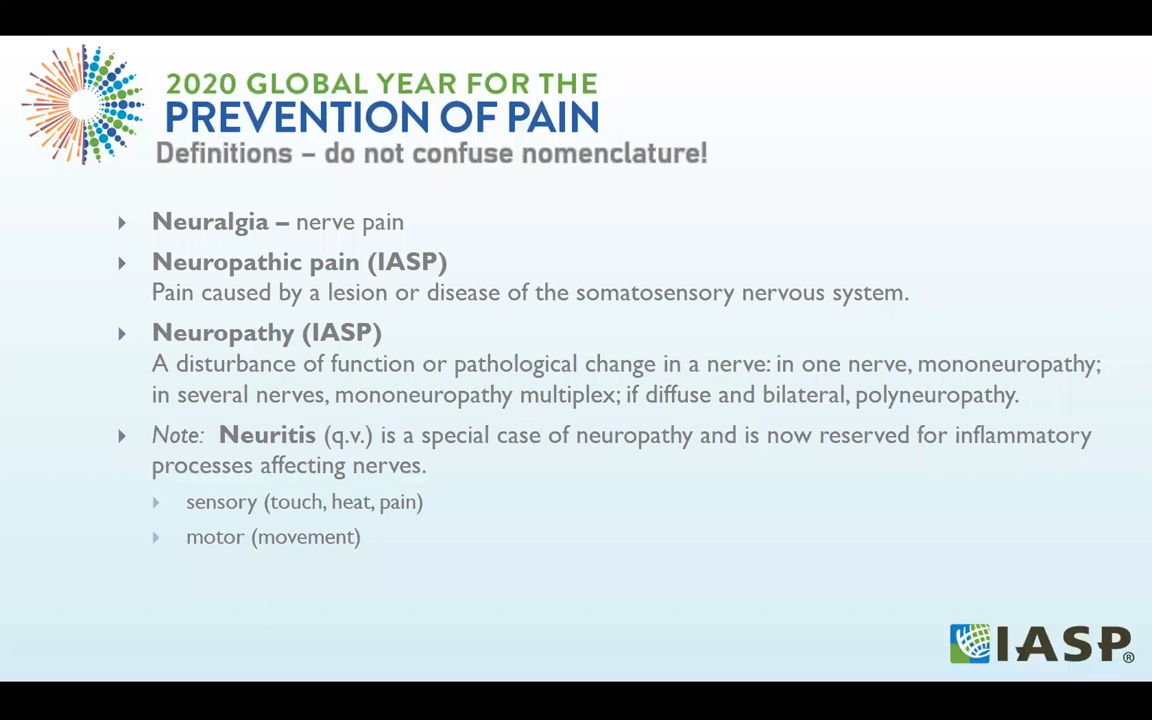 2020 GLOBAL YEAR FOR THE
PREVENTION OF PAIN
Definitions – do not confuse nomenclature!
Neuralgia – nerve pain
Neuropathic pain (IASP)
Pain caused by a lesion or disease of the somatosensory nervous system.
Neuropathy (IASP)
A disturbance of function or pathological change in a nerve: in one nerve, mononeuropathy;
in several nerves, mononeuropathy multiplex; if diffuse and bilateral, polyneuropathy.
Note: Neuritis (q.v.) is a special case of neuropathy and is now reserved for inflammatory
processes affecting nerves.
sensory (touch, heat, pain)
motor (movement)
IASP®